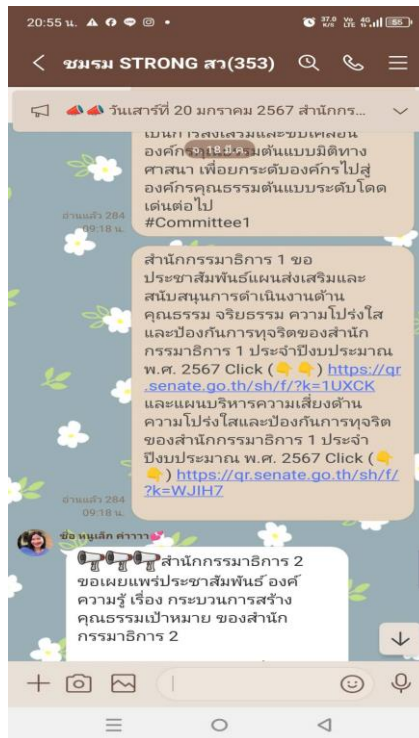 20:55 น.
37.0 K/S
Vo LTE
4G
55
ชมรม STRONG สว(353)
วันเสาร์ที่ 20 มกราคม 2567 สำนักกร...
เป็นการส่งเสริมและขับเคลื่อน
จ. 18 มี.ค.
องค์กรคุณธรรมต้นแบบมิติทาง
ศาสนา เพื่อยกระดับองค์กรไปสู่
องค์กรคุณธรรมต้นแบบระดับโดด
เด่นต่อไป
#Committee1
อ่านแล้ว 284
09:18 น.
สำนักกรรมาธิการ 1 ขอ
ประชาสัมพันธ์แผนส่งเสริมและ
สนับสนุนการดำเนินงานด้าน
คุณธรรม จริยธรรม ความโปร่งใส
และป้องกันการทุจริตของสำนัก
กรรมาธิการ 1 ประจำปีงบประมาณ
พ.ศ. 2567 Click (👇👇) https://qr
.senate.go.th/sh/f/?k=1UXCK
และแผนบริหารความเสี่ยงด้าน
ความโปร่งใสและป้องกันการทุจริต
ของสำนักกรรมาธิการ 1 ประจำ
ปีงบประมาณ พ.ศ. 2567 Click (👇
👇) https://qr.senate.go.th/sh/f/
?k=WJIH7
อ่านแล้ว 284
09:18 น.
ชื่อ หนูเล็ก ค่าาาา💕
สำนักกรรมาธิการ 2
ขอเผยแพร่ประชาสัมพันธ์ องค์
ความรู้ เรื่อง กระบวนการสร้าง
คุณธรรมเป้าหมาย ของสำนัก
กรรมาธิการ 2